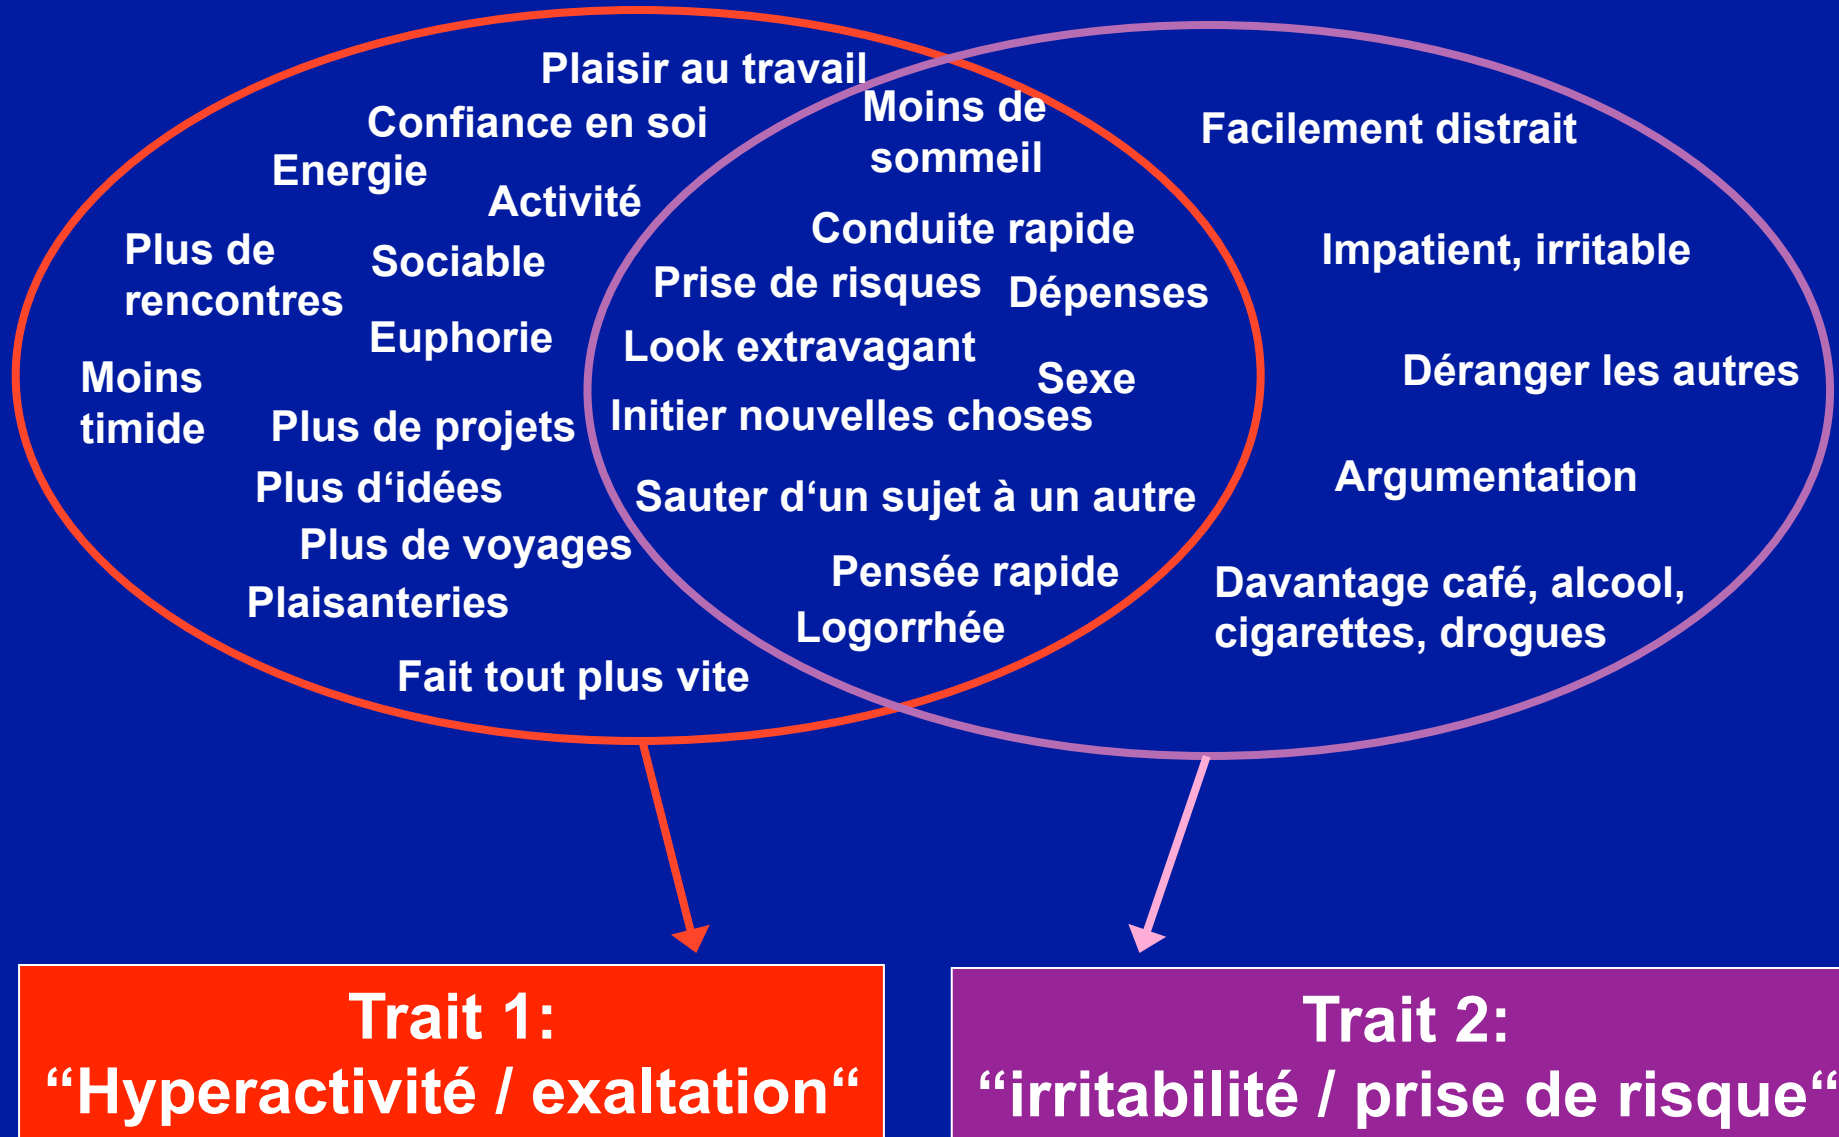 Plaisir au travail
Confiance en soi
Energie
Activité
Plus de
rencontres
Sociable
Euphorie
Moins
timide
Plus de projets
Plus d‘idées
Plus de voyages
Plaisanteries
Fait tout plus vite
Moins de
sommeil
Conduite rapide
Prise de risques
Dépenses
Look extravagant
Sexe
Initier nouvelles choses
Sauter d‘un sujet à un autre
Pensée rapide
Logorrhée
Facilement distrait
Impatient, irritable
Déranger les autres
Argumentation
Davantage café, alcool,
cigarettes, drogues
Trait 1:
“Hyperactivité / exaltation“
Trait 2:
“irritabilité / prise de risque“